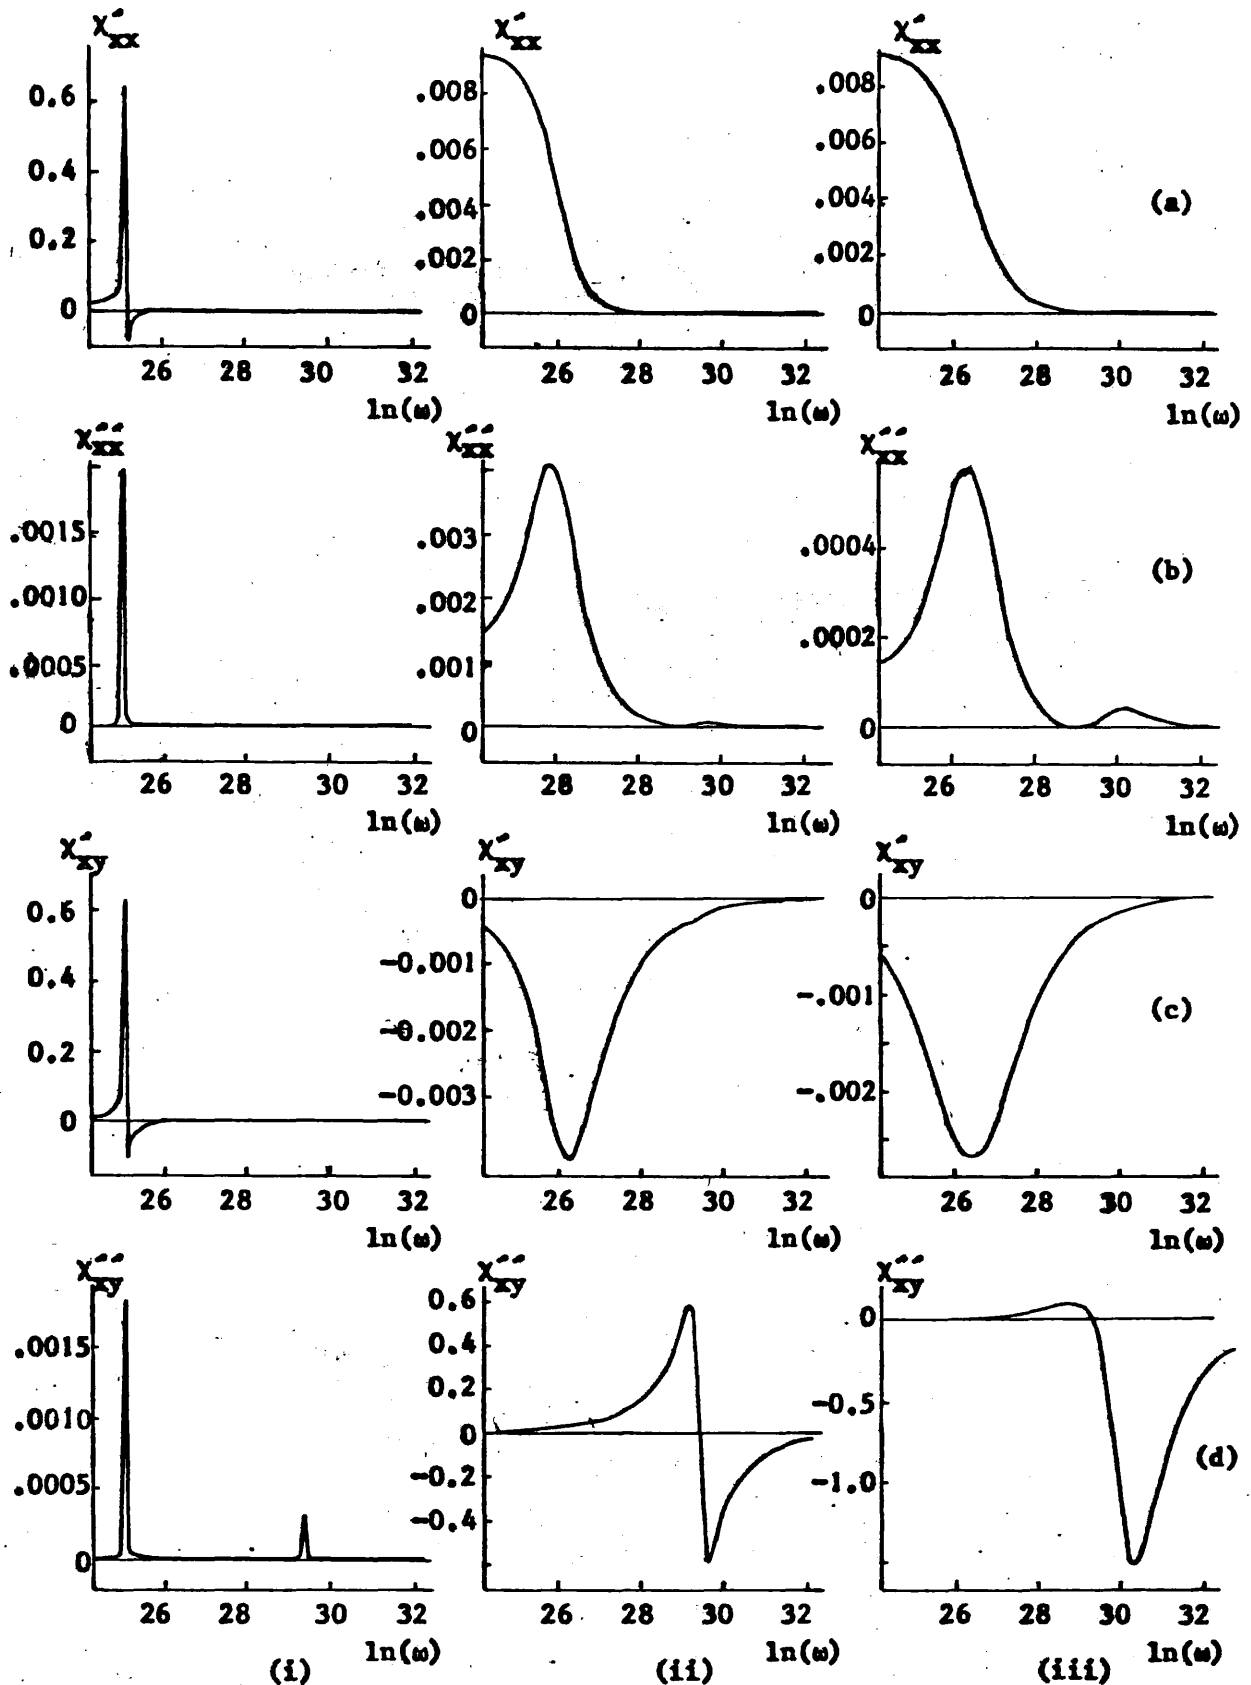 χ′xx χ′xx χ′xx
0.6 0.4 0.2 0
.008 .006 .004 .002 0
.008 .006 .004 .002 0
(a)
26 28 30 32
26 28 30 32
26 28 30 32
ln(ω) ln(ω) ln(ω)
χ′′xx χ′′xx χ′′xx
.0015 .0010 .0005 0
.003 .002 .001 0
.0004 .0002 0
(b)
26 28 30 32
28 28 30 32
26 28 30 32
ln(ω) ln(ω) ln(ω)
χ′xy χ′xy χ′xy
0.6 0.4 0.2 0
0 -0.001 -0.002 -0.003
0 -.001 -.002
(c)
26 28 30 32
26 28 30 32
26 28 30 32
ln(ω) ln(ω) ln(ω)
χ′′xy χ′′xy χ′′xy
.0015 .0010 .0005 0
0.6 0.4 0.2 0 -0.2 -0.4
0 -0.5 -1.0
(d)
26 28 30 32
26 28 30 32
26 28 30 32
ln(ω) ln(ω) ln(ω)
(i) (ii) (iii)